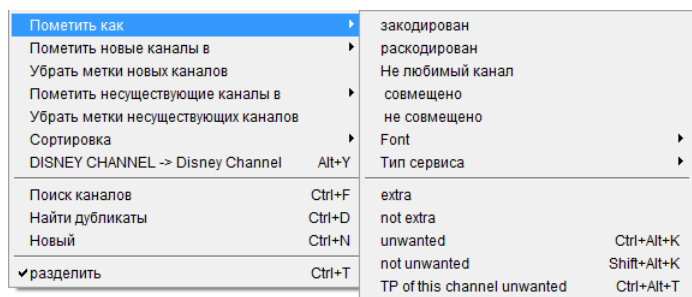 Пометить как
Пометить новые каналы в
Убрать метки новых каналов
Пометить несуществующие каналы в
Убрать метки несуществующих каналов
Сортировка
DISNEY CHANNEL -> Disney Channel Alt+Y
Поиск каналов Ctrl+F
Найти дубликаты Ctrl+D
Новый Ctrl+N
разделить Ctrl+T
закодирован
раскодирован
Не любимый канал
совмещено
не совмещено
Font
Тип сервиса
extra
not extra
unwanted Ctrl+Alt+K
not unwanted Shift+Alt+K
TP of this channel unwanted Ctrl+Alt+T